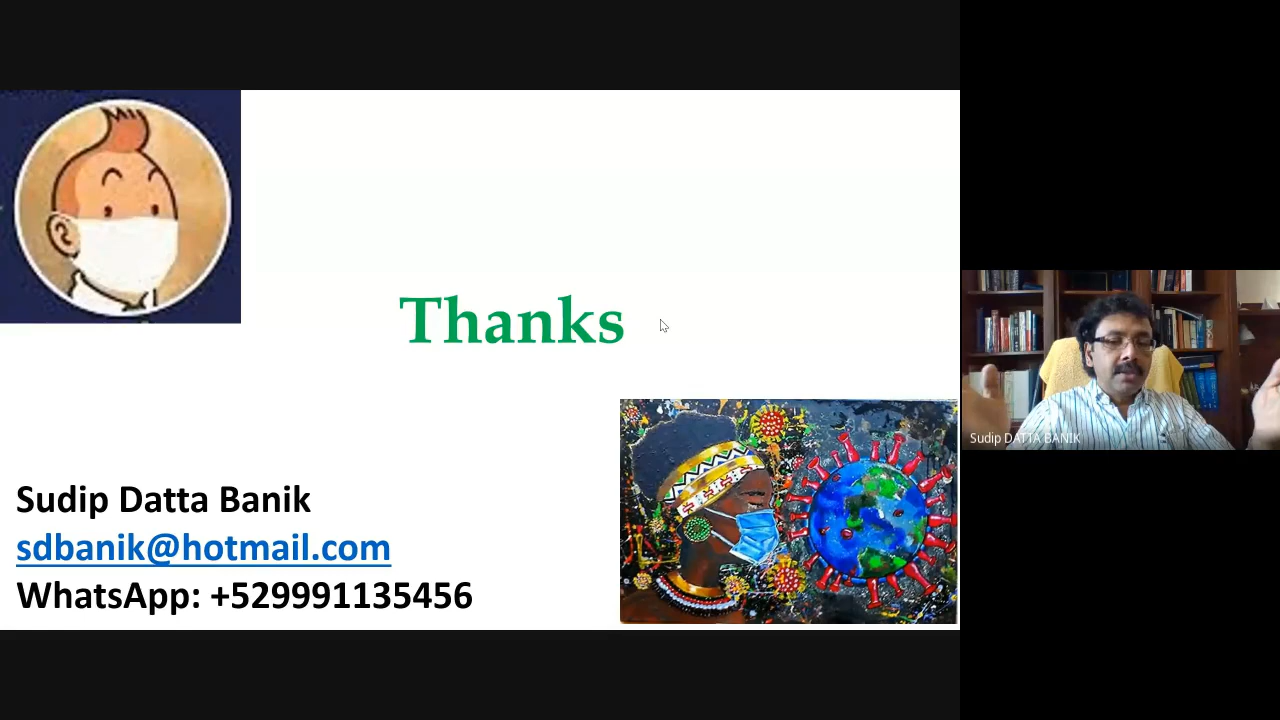 Thanks
Sudip Datta Banik
sdbanik@hotmail.com
WhatsApp: +529991135456
Sudip DATTA BANIK